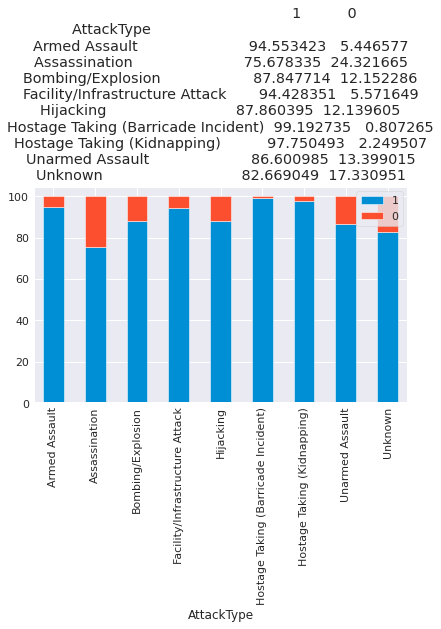 1 0
AttackType
Armed Assault 94.553423 5.446577
Assassination 75.678335 24.321665
Bombing/Explosion 87.847714 12.152286
Facility/Infrastructure Attack 94.428351 5.571649
Hijacking 87.860395 12.139605
Hostage Taking (Barricade Incident) 99.192735 0.807265
Hostage Taking (Kidnapping) 97.750493 2.249507
Unarmed Assault 86.600985 13.399015
Unknown 82.669049 17.330951
100
80
60
40
20
0
1
0
Armed Assault
Assassination
Bombing/Explosion
Facility/Infrastructure Attack
Hijacking
Hostage Taking (Barricade Incident)
Hostage Taking (Kidnapping)
Unarmed Assault
Unknown
AttackType